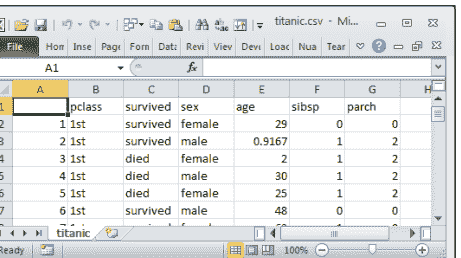 titanic.csv - Mi...
File Hon Inse Page Forn Data Revi Viev Deve Loac Nua Tean
A1 fx
A B C D E F G H
1 pclass survived sex age sibsp parch
2 1 1st survived female 29 0 0
3 2 1st survived male 0.9167 1 2
4 3 1st died female 2 1 2
5 4 1st died male 30 1 2
6 5 1st died female 25 1 2
7 6 1st survived male 48 0 0
titanic
Ready 100%